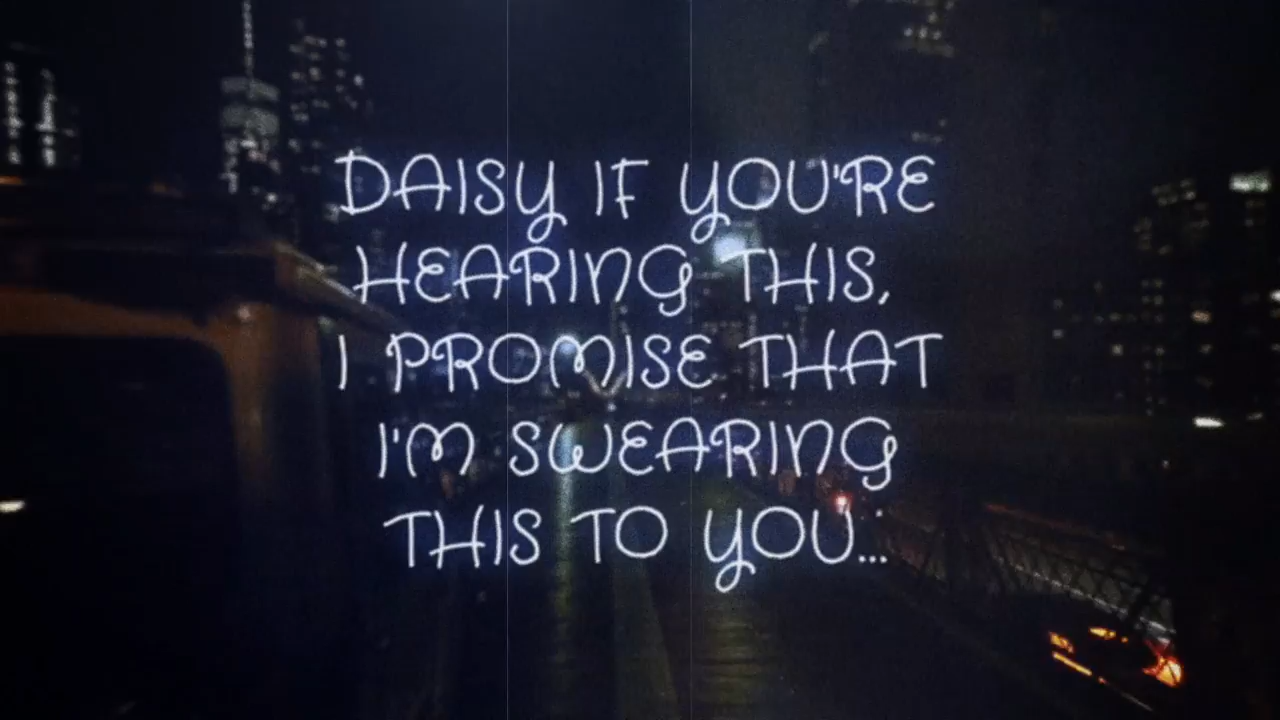 DAISY IF YOU'RE
HEARING THIS,
I PROMISE THAT
I'M SWEARING
THIS TO YOU...